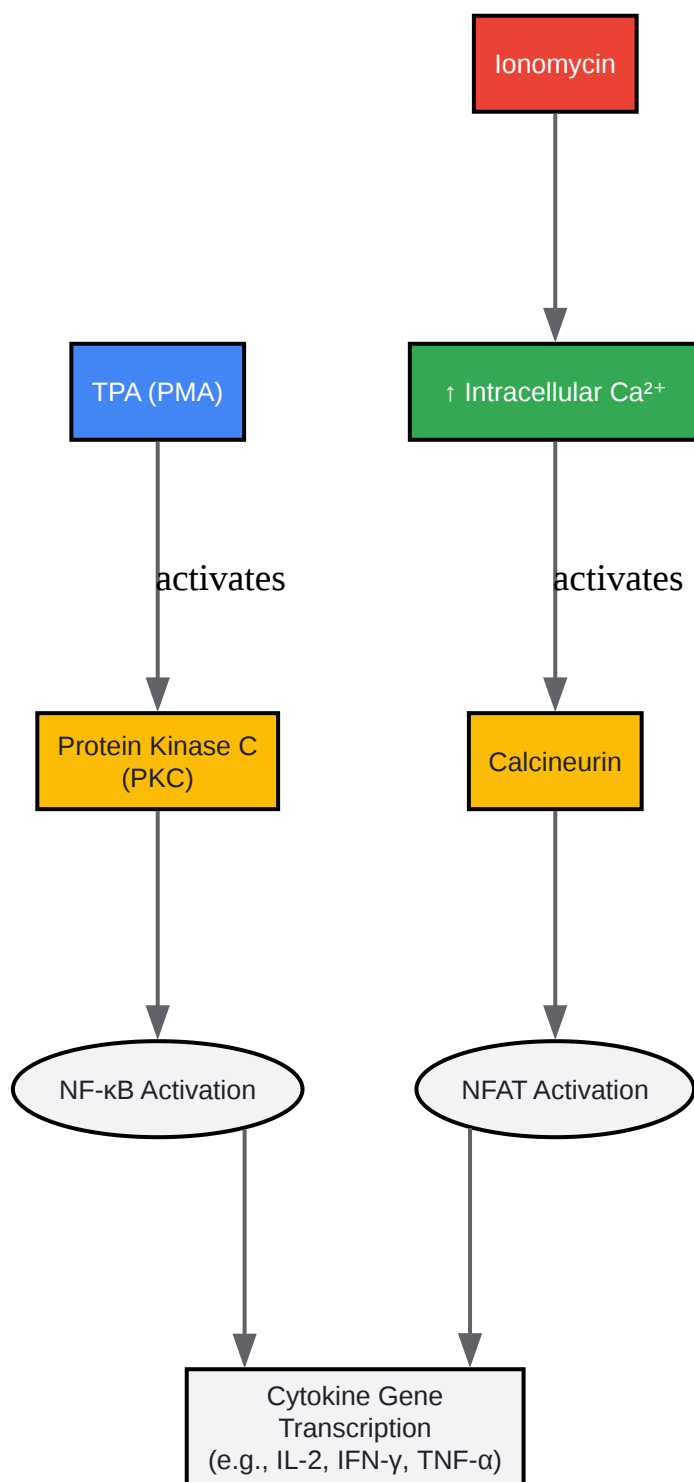 Ionomycin
TPA (PMA)
↑ Intracellular Ca²⁺
activates
activates
Protein Kinase C
(PKC)
Calcineurin
NF-κB Activation
NFAT Activation
Cytokine Gene
Transcription
(e.g., IL-2, IFN-γ, TNF-α)